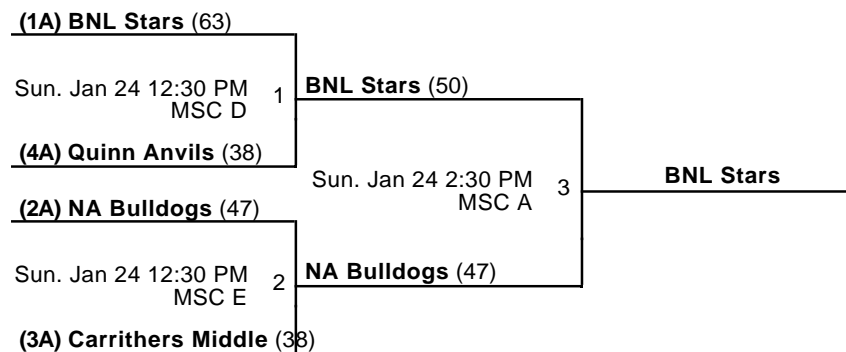 (1A) BNL Stars (63)
Sun. Jan 24 12:30 PM
MSC D
1
BNL Stars (50)
(4A) Quinn Anvils (38)
Sun. Jan 24 2:30 PM
MSC A
3
BNL Stars
(2A) NA Bulldogs (47)
Sun. Jan 24 12:30 PM
MSC E
2
NA Bulldogs (47)
(3A) Carrithers Middle (38)